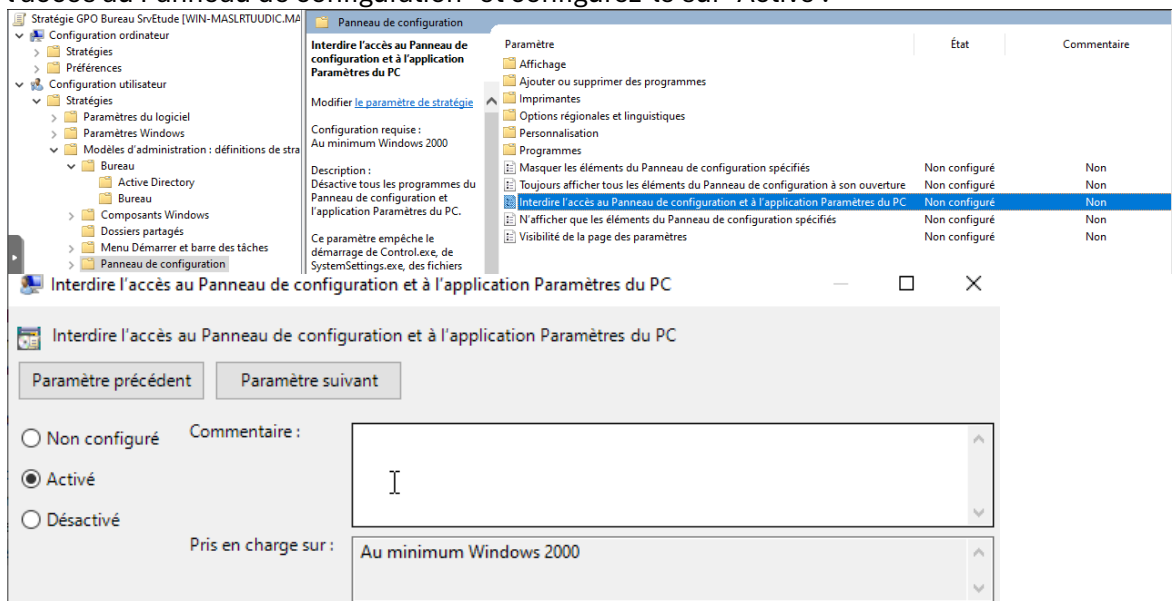 l'accès au Panneau de Configuration" et configurez-le sur "Activé".
Stratégie GPO Bureau SrvEtude [WIN-MASLRTUUDIC.MA
Configuration ordinateur
Stratégies
Préférences
Configuration utilisateur
Stratégies
Paramètres du logiciel
Paramètres Windows
Modèles d'administration : définitions de stra
Bureau
Active Directory
Bureau
Composants Windows
Dossiers partagés
Menu Démarrer et barre des tâches
Panneau de configuration
Panneau de configuration
Interdire l'accès au Panneau de
configuration et à l'application
Paramètres du PC
Modifier le paramètre de stratégie
Configuration requise :
Au minimum Windows 2000
Description :
Désactive tous les programmes du
Panneau de configuration et
l'application Paramètres du PC.
Ce paramètre empêche le
démarrage de Control.exe, de
SystemSettings.exe, des fichiers
Paramètre État Commentaire
Affichage
Ajouter ou supprimer des programmes
Imprimantes
Options régionales et linguistiques
Personnalisation
Programmes
Masquer les éléments du Panneau de configuration spécifiés Non configuré Non
Toujours afficher tous les éléments du Panneau de configuration à son ouverture Non configuré Non
Interdire l'accès au Panneau de configuration et à l'application Paramètres du PC Non configuré Non
N'afficher que les éléments du Panneau de configuration spécifiés Non configuré Non
Visibilité de la page des paramètres Non configuré Non
Interdire l'accès au Panneau de configuration et à l'application Paramètres du PC
Interdire l'accès au Panneau de configuration et à l'application Paramètres du PC
Paramètre précédent Paramètre suivant
Non configuré Commentaire :
Activé
Désactivé
Pris en charge sur : Au minimum Windows 2000